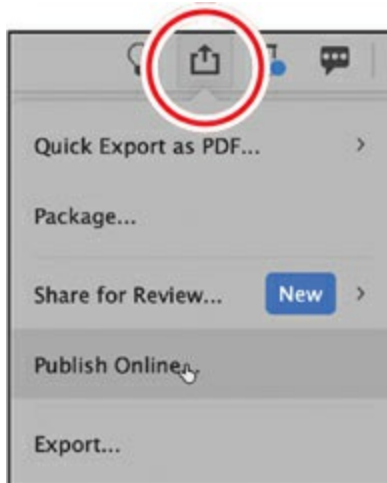 Quick Export as PDF...
Package...
Share for Review... New
Publish Online...
Export...